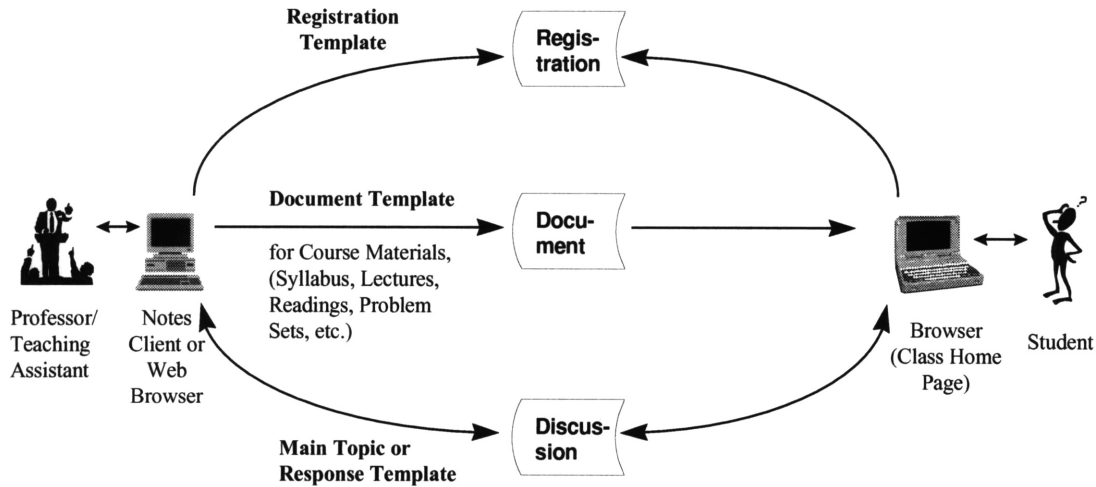 Registration
Template
Regis-
tration
Document Template
for Course Materials,
(Syllabus, Lectures,
Readings, Problem
Sets, etc.)
Docu-
ment
?
Professor/
Teaching
Assistant
Notes
Client or
Web
Browser
Browser
(Class Home
Page)
Student
Main Topic or
Response Template
Discus-
sion